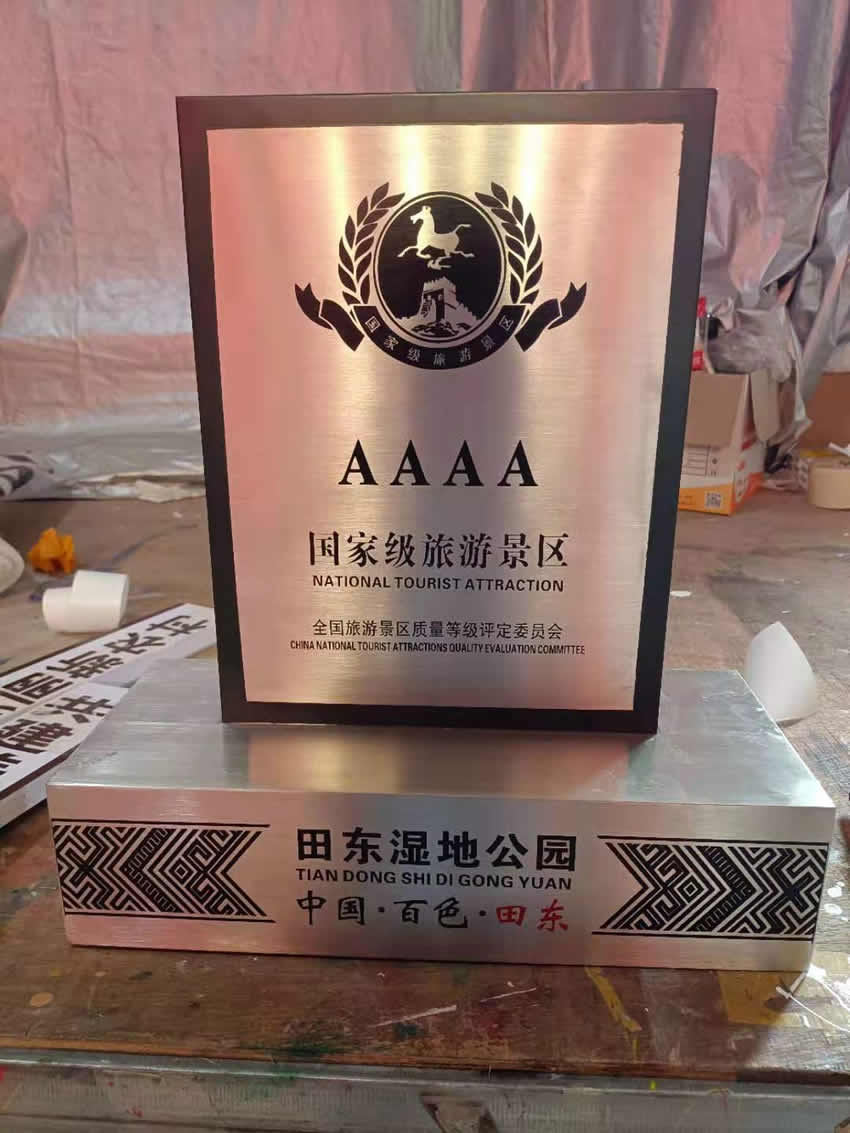 国家级旅游景区
AAAA
国家级旅游景区
NATIONAL TOURIST ATTRACTION
全国旅游景区质量等级评定委员会
CHINA NATIONAL TOURIST ATTRACTIONS QUALITY EVALUATION COMMITTEE
田东湿地公园
TIAN DONG SHI DI GONG YUAN
中国·百色·田东